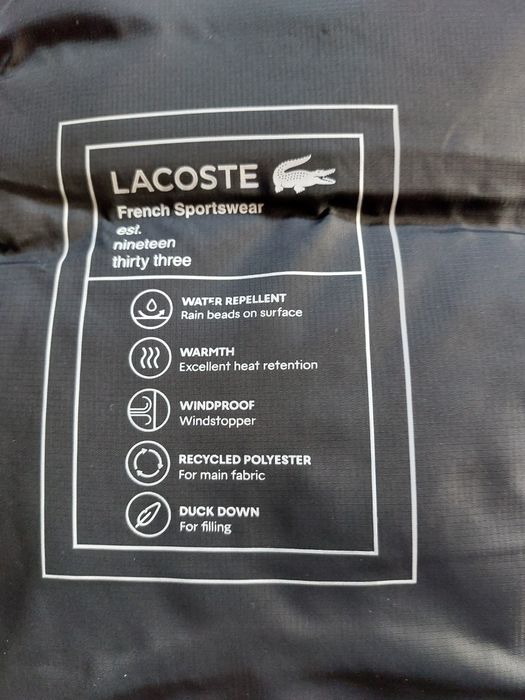 LACOSTE
French Sportswear
est.
nineteen
thirty three
WATER REPELLENT
Rain beads on surface
WARMTH
Excellent heat retention
WINDPROOF
Windstopper
RECYCLED POLYESTER
For main fabric
DUCK DOWN
For filling